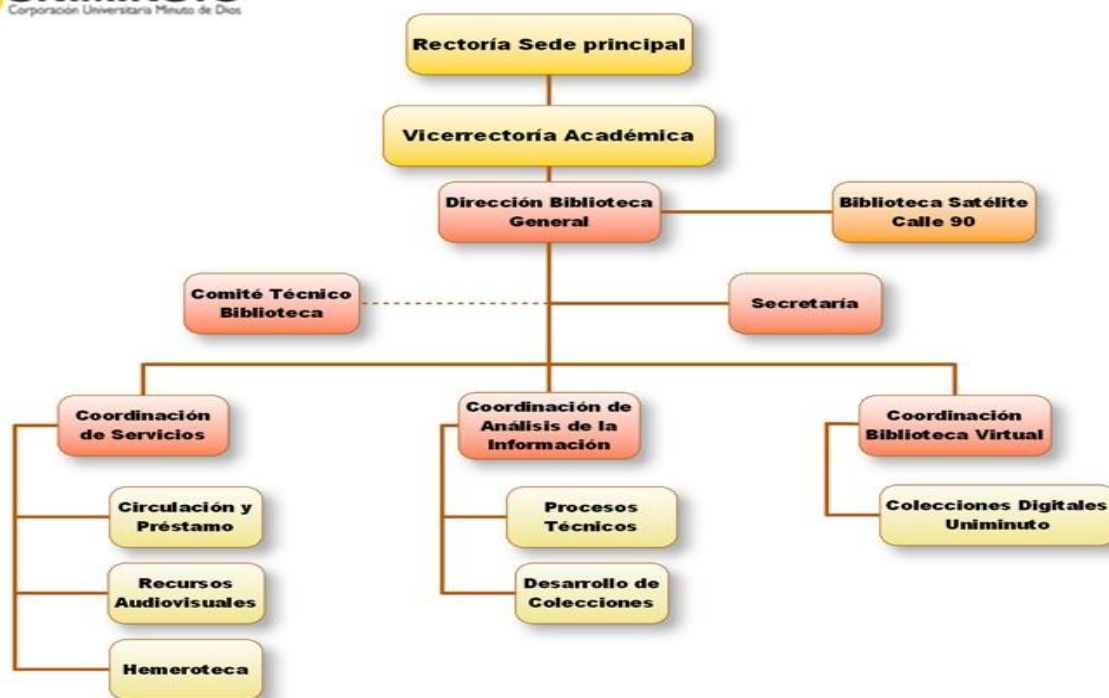 Corporación Universitaria Minuto de Dios
Rectoría Sede principal
Vicerrectoría Académica
Dirección Biblioteca
General
Biblioteca Satélite
Calle 90
Comité Técnico
Biblioteca
Secretaría
Coordinación
de Servicios
Coordinación de
Análisis de la
Información
Coordinación
Biblioteca Virtual
Circulación y
Préstamo
Procesos
Técnicos
Colecciones Digitales
Uniminuto
Recursos
Audiovisuales
Desarrollo de
Colecciones
Hemeroteca